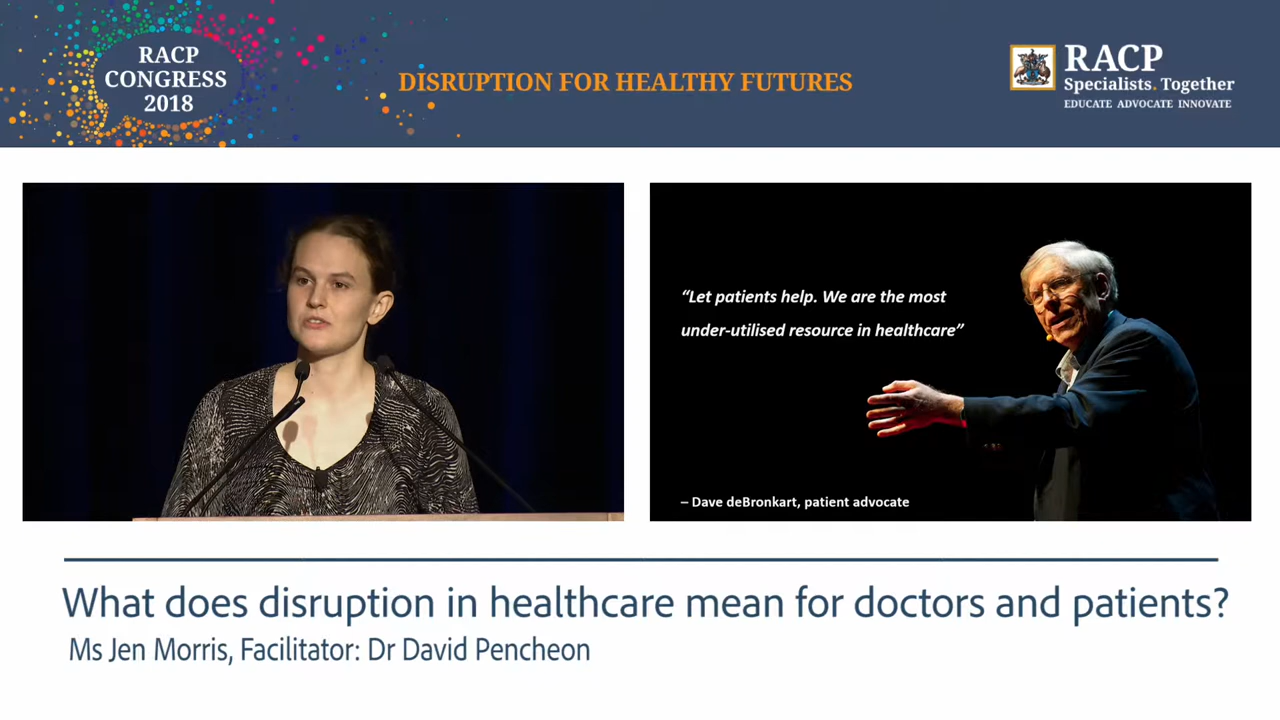 RACP
CONGRESS
2018
DISRUPTION FOR HEALTHY FUTURES
RACP
Specialists. Together
EDUCATE ADVOCATE INNOVATE
“Let patients help. We are the most
under-utilised resource in healthcare”
– Dave deBronkart, patient advocate
What does disruption in healthcare mean for doctors and patients?
Ms Jen Morris, Facilitator: Dr David Pencheon